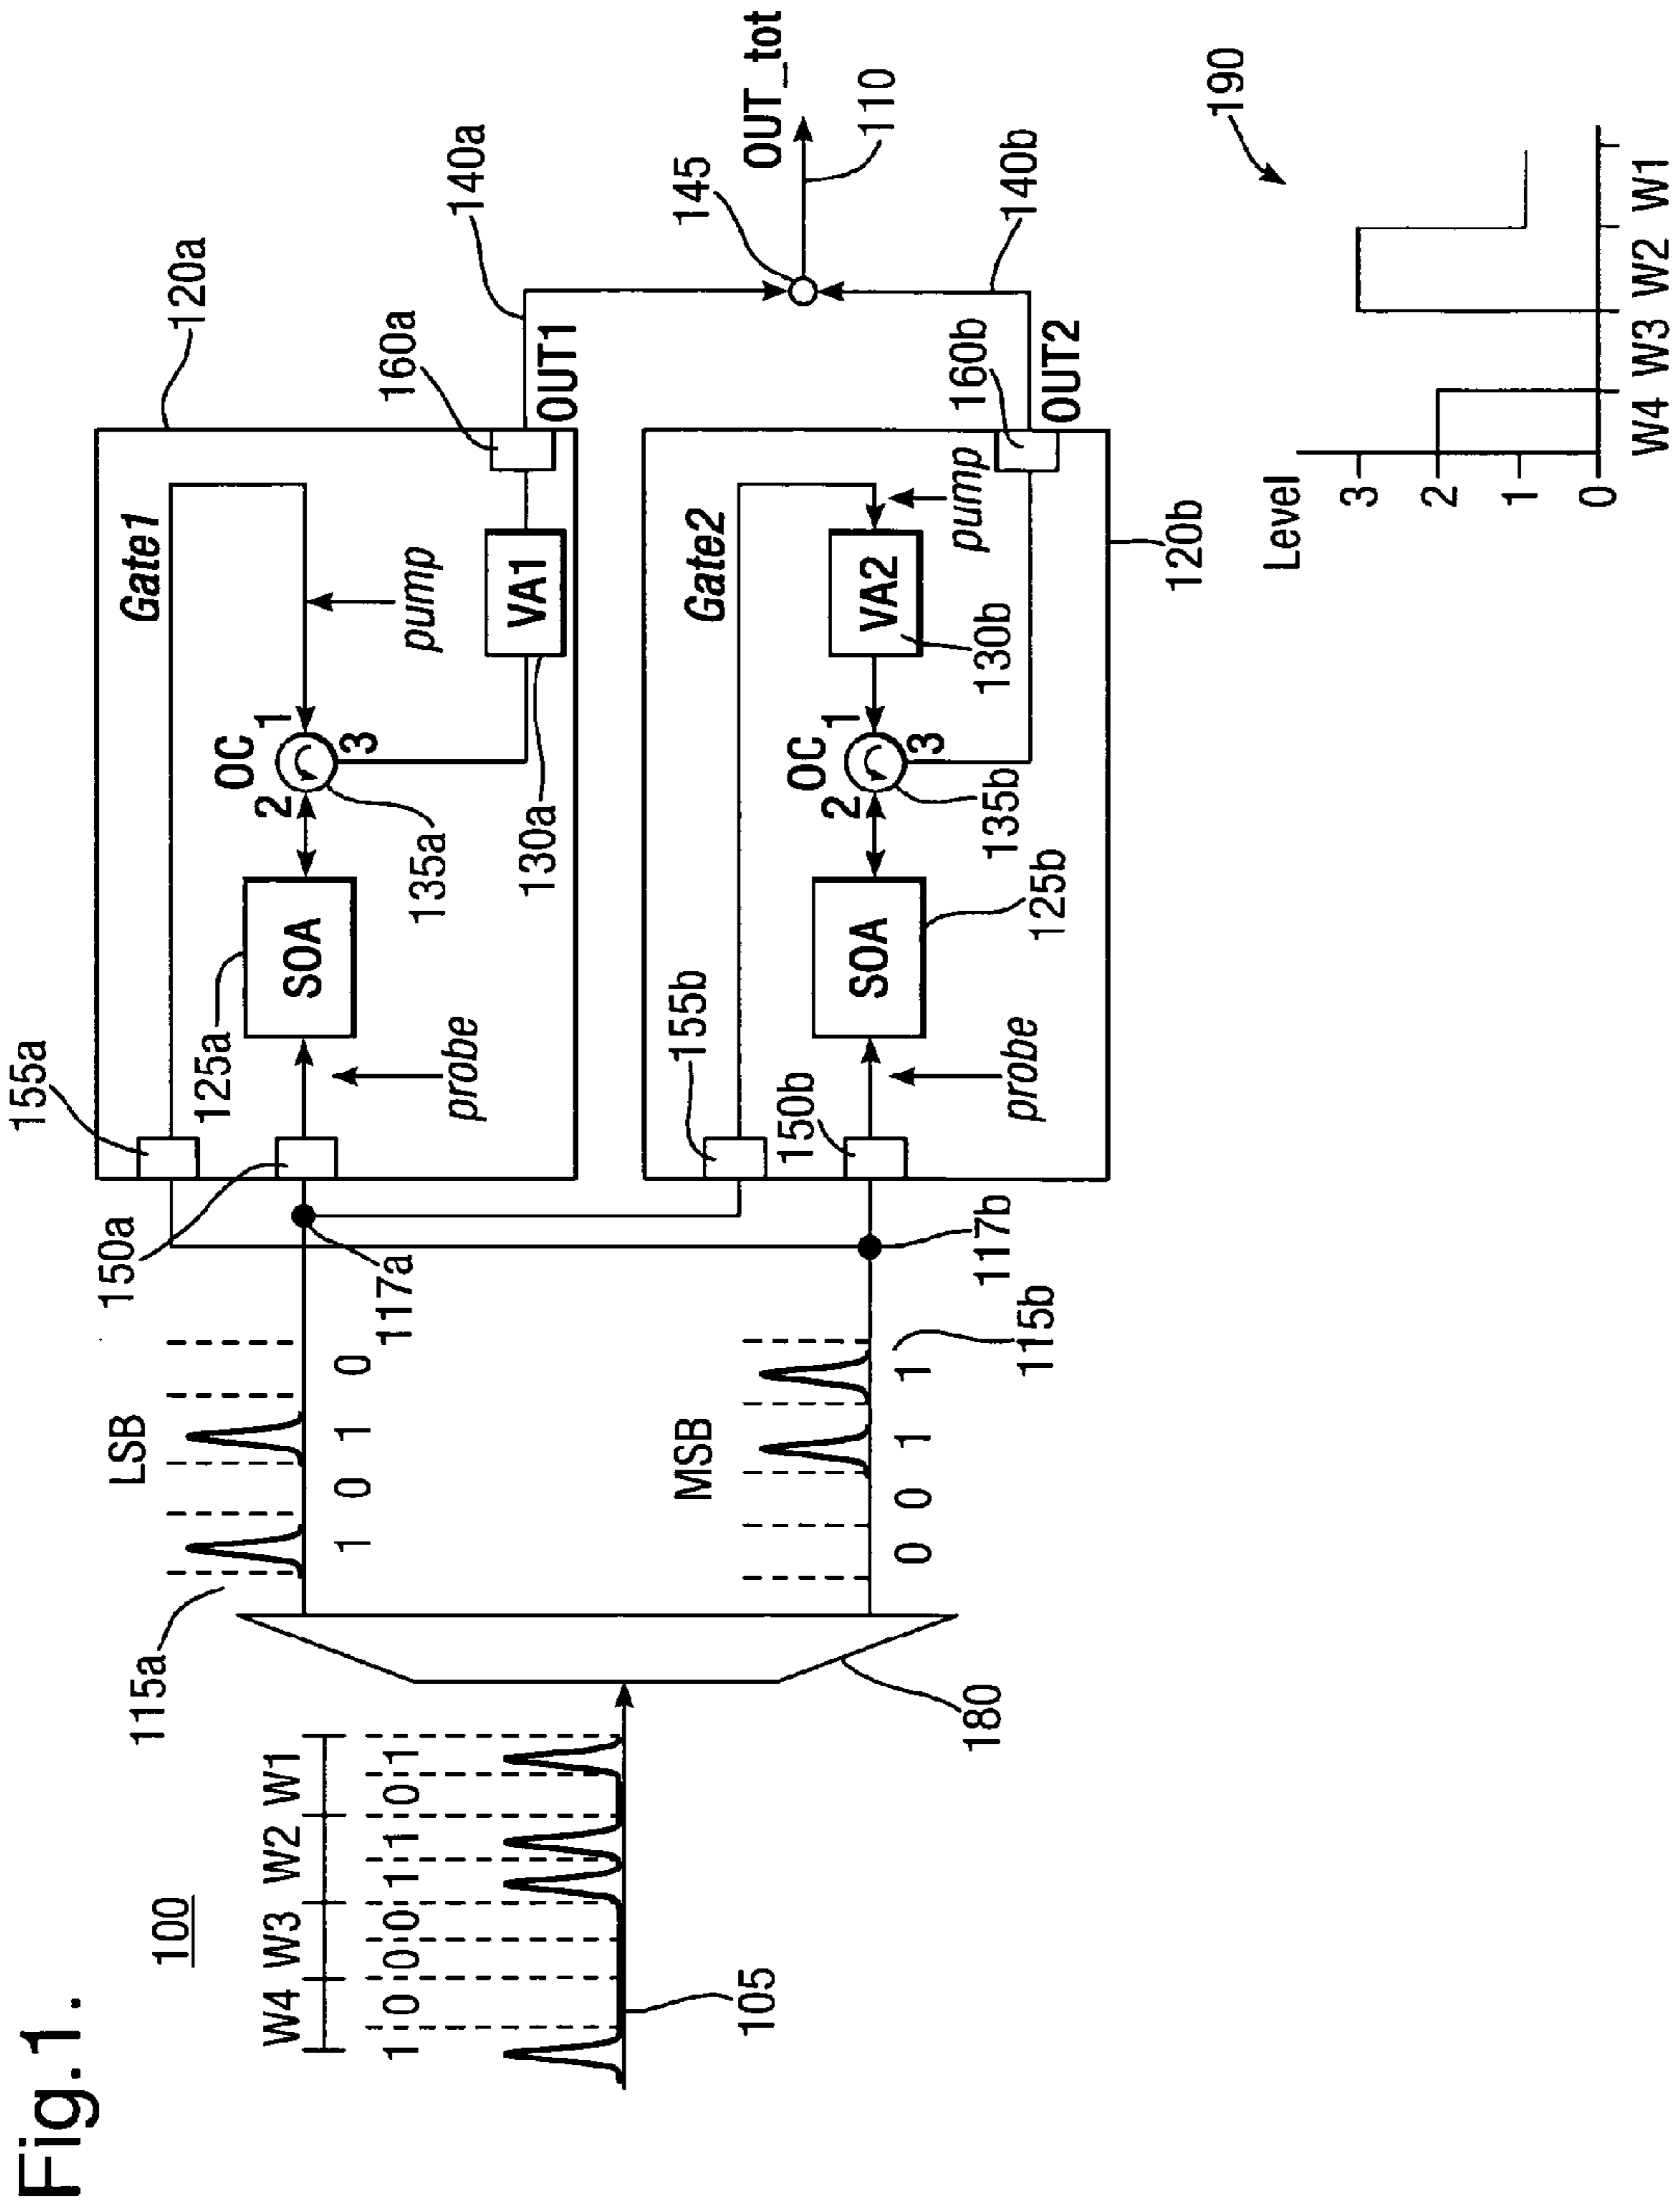 Fig.1.
100
W4 W3 W2 W1
1 0 0 0 1 1 0 1
105
180
115a
LSB
1 0 1 0
MSB
0 0 1 1
115b
117a
117b
150a
155a
150b
155b
Gate1
120a
125a
SOA
probe
OC
1
2
3
135a
pump
VA1
130a
160a
OUT1
140a
Gate2
120b
SOA
125b
probe
OC
1
2
3
135b
VA2
130b
pump
160b
OUT2
140b
145
OUT_tot
110
190
Level
3
2
1
0
W4 W3 W2 W1